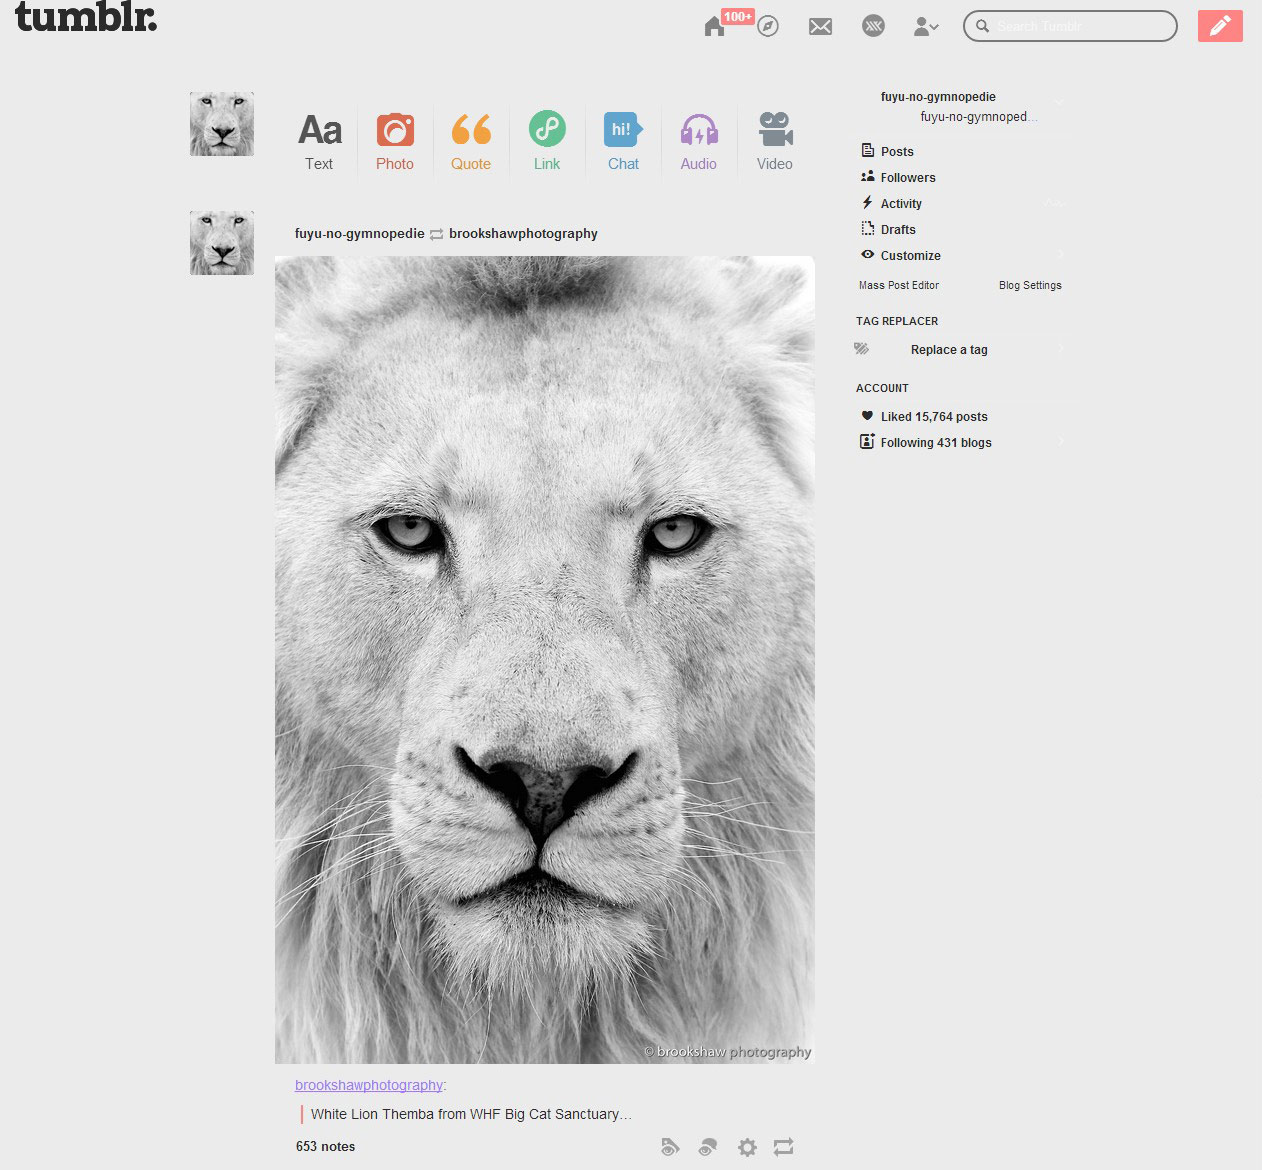 tumblr.
100+
Search Tumblr
Aa
Text
Photo
Quote
Link
hi!
Chat
Audio
Video
fuyu-no-gymnopedie
fuyu-no-gymnoped...
Posts
Followers
Activity
Drafts
Customize
Mass Post Editor
Blog Settings
TAG REPLACER
Replace a tag
ACCOUNT
Liked 15,764 posts
Following 431 blogs
fuyu-no-gymnopedie brookshawphotography
© brookshaw photography
brookshawphotography:
White Lion Themba from WHF Big Cat Sanctuary...
653 notes